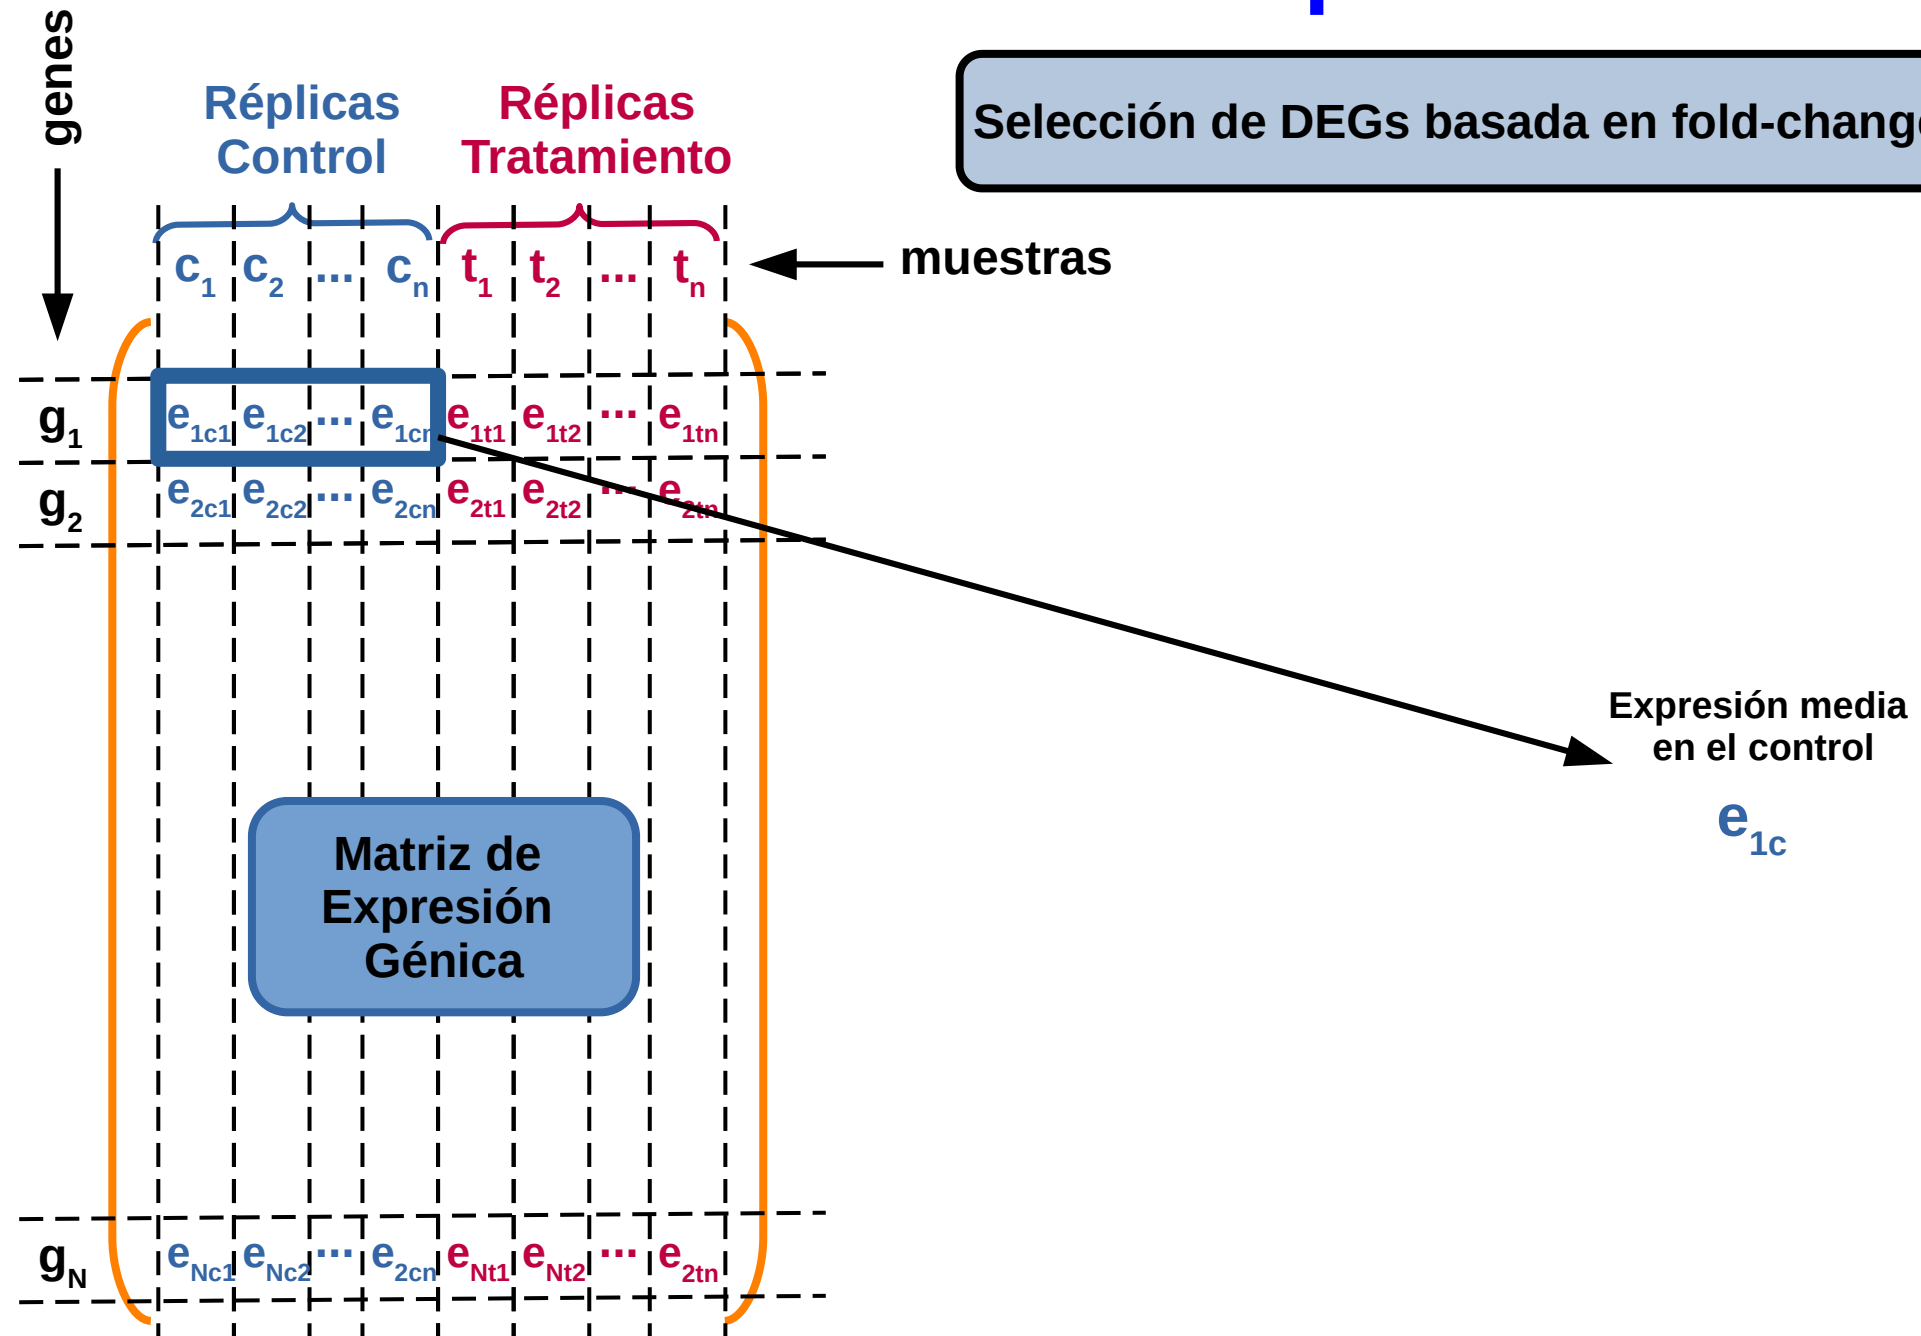 genes
Réplicas Control
Réplicas Tratamiento
Selección de DEGs basada en fold-change
c1 c2 ... cn t1 t2 ... tn
muestras
g1 e1c1 e1c2 ... e1cn e1t1 e1t2 ... e1tn
g2 e2c1 e2c2 ... e2cn e2t1 e2t2 ... e2tn
Expresión media
en el control
e1c
Matriz de
Expresión
Génica
gN eNc1 eNc2 ... e2cn eNt1 eNt2 ... e2tn